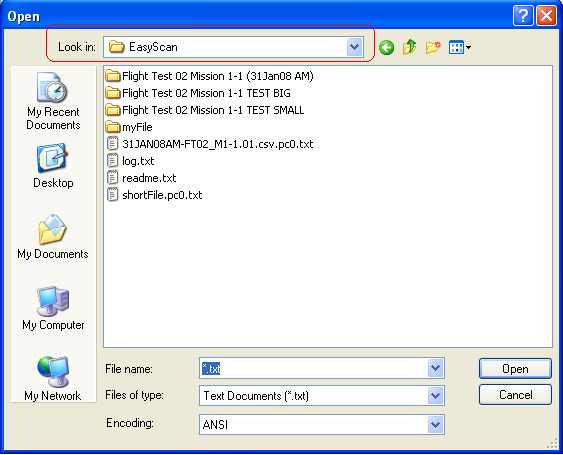 Open
Look in: EasyScan
My Recent
Documents
Desktop
My Documents
My Computer
My Network
Flight Test 02 Mission 1-1 (31Jan08 AM)
Flight Test 02 Mission 1-1 TEST BIG
Flight Test 02 Mission 1-1 TEST SMALL
myFile
31JAN08AM-FT02_M1-1.01.csv.pc0.txt
log.txt
readme.txt
shortFile.pc0.txt
File name: *.txt Open
Files of type: Text Documents (*.txt) Cancel
Encoding: ANSI